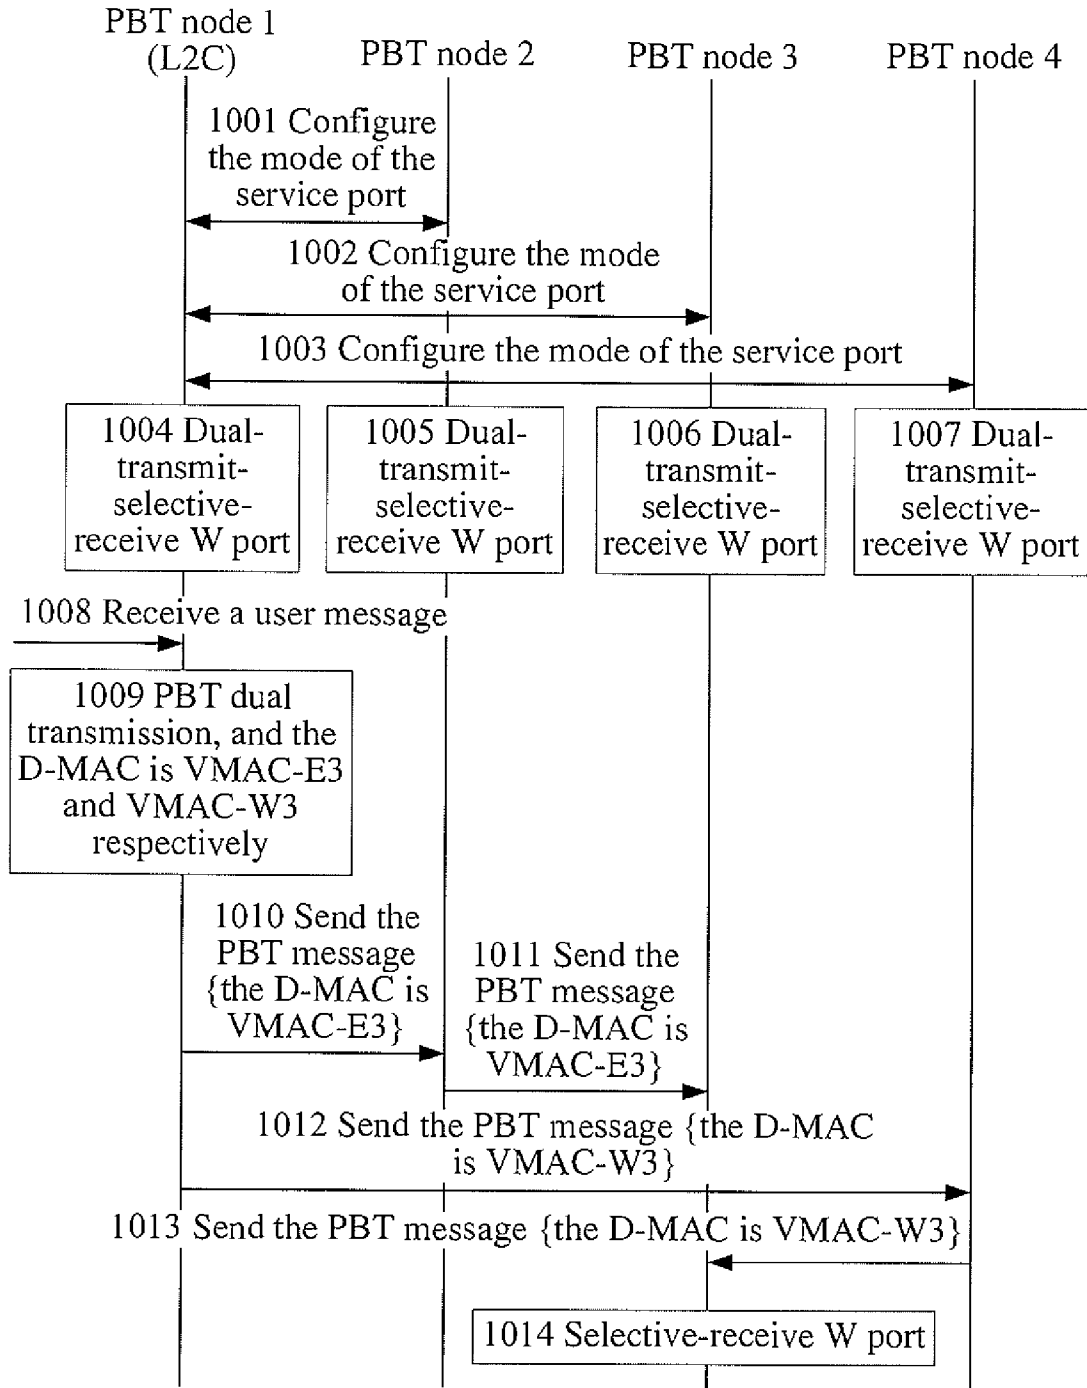 PBT node 1
(L2C)
PBT node 2
PBT node 3
PBT node 4
1001 Configure
the mode of the
service port
1002 Configure the mode
of the service port
1003 Configure the mode of the service port
1004 Dual-
transmit-
selective-
receive W port
1005 Dual-
transmit-
selective-
receive W port
1006 Dual-
transmit-
selective-
receive W port
1007 Dual-
transmit-
selective-
receive W port
1008 Receive a user message
1009 PBT dual
transmission, and the
D-MAC is VMAC-E3
and VMAC-W3
respectively
1010 Send the
PBT message
{the D-MAC is
VMAC-E3}
1011 Send the
PBT message
{the D-MAC is
VMAC-E3}
1012 Send the PBT message {the D-MAC
is VMAC-W3}
1013 Send the PBT message {the D-MAC is VMAC-W3}
1014 Selective-receive W port